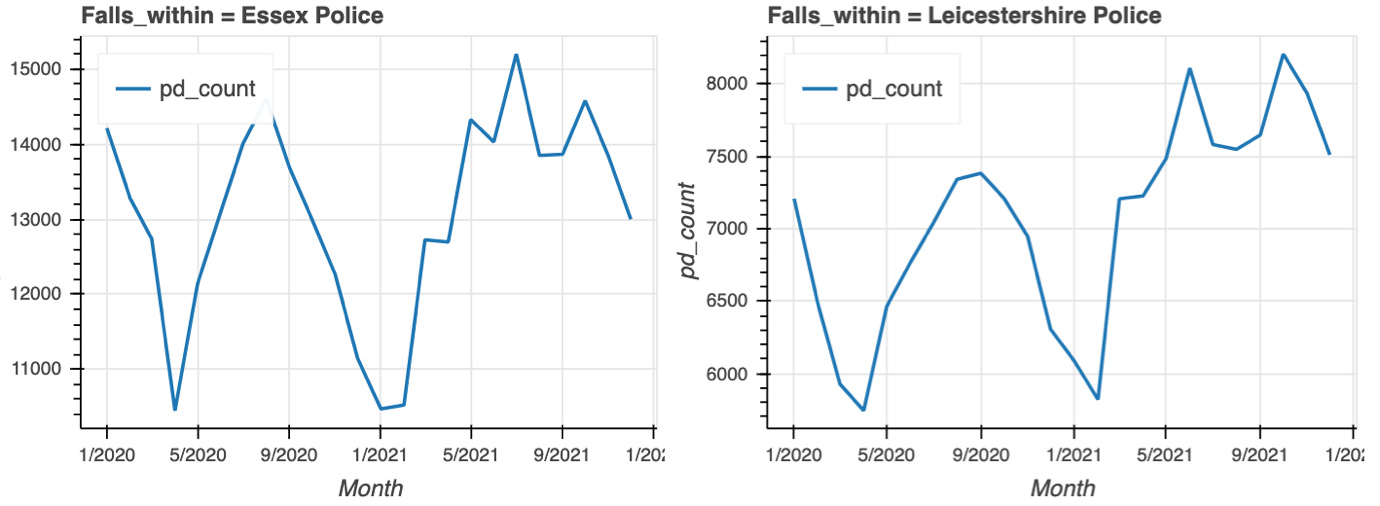 Falls_within = Essex Police
pd_count
15000
14000
13000
12000
11000
1/2020 5/2020 9/2020 1/2021 5/2021 9/2021
Month
Falls_within = Leicestershire Police
pd_count
pd_count
8000
7500
7000
6500
6000
1/2020 5/2020 9/2020 1/2021 5/2021 9/2021
Month